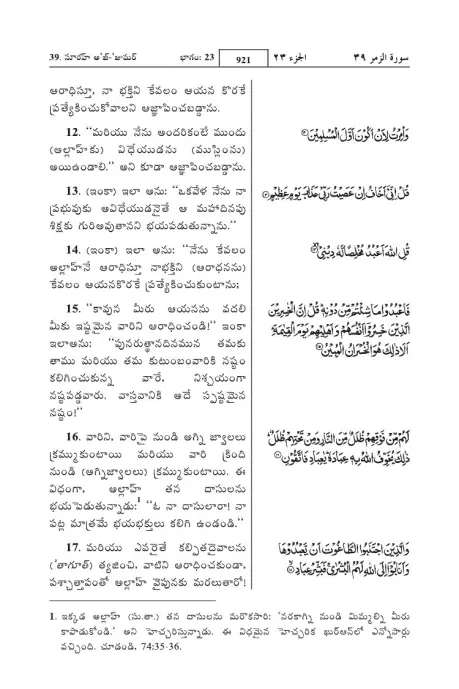 39. సూరహ్ అ'జ్-'జుమర్ భాగం: 23 921 الجزء ٢٣ سورة الزمر ٣٩
ఆరాధిస్తూ, నా భక్తిని కేవలం ఆయన కొరకే
ప్రత్యేకించుకోవాలని ఆజ్ఞాపించబడ్డాను.
12. "మరియు నేను అందరికంటే ముందు
(అల్లాహ్‌కు) విధేయుడను (ముస్లింను)
అయిఉండాలి." అని కూడా ఆజ్ఞాపించబడ్డాను.
وَأُمِرْتُ لِأَنْ أَكُونَ أَوَّلَ الْمُسْلِمِينَ ⑫
13. (ఇంకా) ఇలా అను: "ఒకవేళ నేను నా
ప్రభువుకు అవిధేయుడనైతే ఆ మహాదినపు
శిక్షకు గురిఅవుతానని భయపడుతున్నాను."
قُلْ إِنِّي أَخَافُ إِنْ عَصَيْتُ رَبِّي عَذَابَ يَوْمٍ عَظِيمٍ ⑬
14. (ఇంకా) ఇలా అను: "నేను కేవలం
అల్లాహ్‌నే ఆరాధిస్తూ నాభక్తిని (ఆరాధనను)
కేవలం ఆయనకొరకే ప్రత్యేకించుకుంటాను;
قُلِ اللَّهَ أَعْبُدُ مُخْلِصًا لَّهُ دِينِي ⑭
15. "కావున మీరు ఆయనను వదలి
మీకు ఇష్టమైన వారిని ఆరాధించండి!" ఇంకా
ఇలాఅను: "పునరుత్థానదినమున తమకు
తాము మరియు తమ కుటుంబంవారికి నష్టం
కలిగించుకున్న వారే, నిశ్చయంగా
నష్టపడ్డవారు. వాస్తవానికి అదే స్పష్టమైన
నష్టం!"
فَاعْبُدُوا مَا شِئْتُم مِّن دُونِهِ قُلْ إِنَّ الْخَاسِرِينَ
الَّذِينَ خَسِرُوا أَنفُسَهُمْ وَأَهْلِيهِمْ يَوْمَ الْقِيَامَةِ
أَلَا ذَٰلِكَ هُوَ الْخُسْرَانُ الْمُبِينُ ⑮
16. వారిని, వారిపై నుండి అగ్ని జ్వాలలు
క్రమ్ముకుంటాయి మరియు వారి క్రింది
నుండి (అగ్నిజ్వాలలు) క్రమ్ముకుంటాయి. ఈ
విధంగా, అల్లాహ్ తన దాసులను
భయపెడుతున్నాడు:1 "ఓ నా దాసులారా! నా
పట్ల మాత్రమే భయభక్తులు కలిగి ఉండండి."
لَهُم مِّن فَوْقِهِمْ ظُلَلٌ مِّنَ النَّارِ وَمِن تَحْتِهِمْ ظُلَلٌ
ذَٰلِكَ يُخَوِّفُ اللَّهُ بِهِ عِبَادَهُ يَا عِبَادِ فَاتَّقُونِ ⑯
17. మరియు ఎవరైతే కల్పితదైవాలను
('తాగూత్) త్యజించి, వాటిని ఆరాధించకుండా,
పశ్చాత్తాపంతో అల్లాహ్ వైపునకు మరలుతారో!
وَالَّذِينَ اجْتَنَبُوا الطَّاغُوتَ أَن يَعْبُدُوهَا
وَأَنَابُوا إِلَى اللَّهِ لَهُمُ الْبُشْرَىٰ فَبَشِّرْ عِبَادِ ⑰
1. ఇక్కడ అల్లాహ్ (సు.తా.) తన దాసులను మరొకసారి: 'నరకాగ్ని నుండి మిమ్మల్ని మీరు
కాపాడుకోండి.' అని హెచ్చరిస్తున్నాడు. ఈ విధమైన హెచ్చరిక ఖుర్ఆన్‌లో ఎన్నోసార్లు
వచ్చింది. చూడండి, 74:35-36.